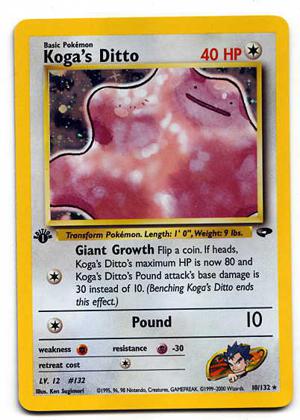 Basic Pokémon
Koga's Ditto 40 HP
EDITION
1
Transform Pokémon. Length: 1' 0", Weight: 9 lbs.
Giant Growth Flip a coin. If heads,
Koga's Ditto's maximum HP is now 80 and
Koga's Ditto's Pound attack's base damage is
30 instead of 10. (Benching Koga's Ditto ends
this effect.)
Pound 10
weakness resistance -30
retreat cost
LV. 12 #132
Illus. Ken Sugimori ©1995, 96, 98 Nintendo, Creatures, GAMEFREAK. ©1999-2000 Wizards. 10/132 ★